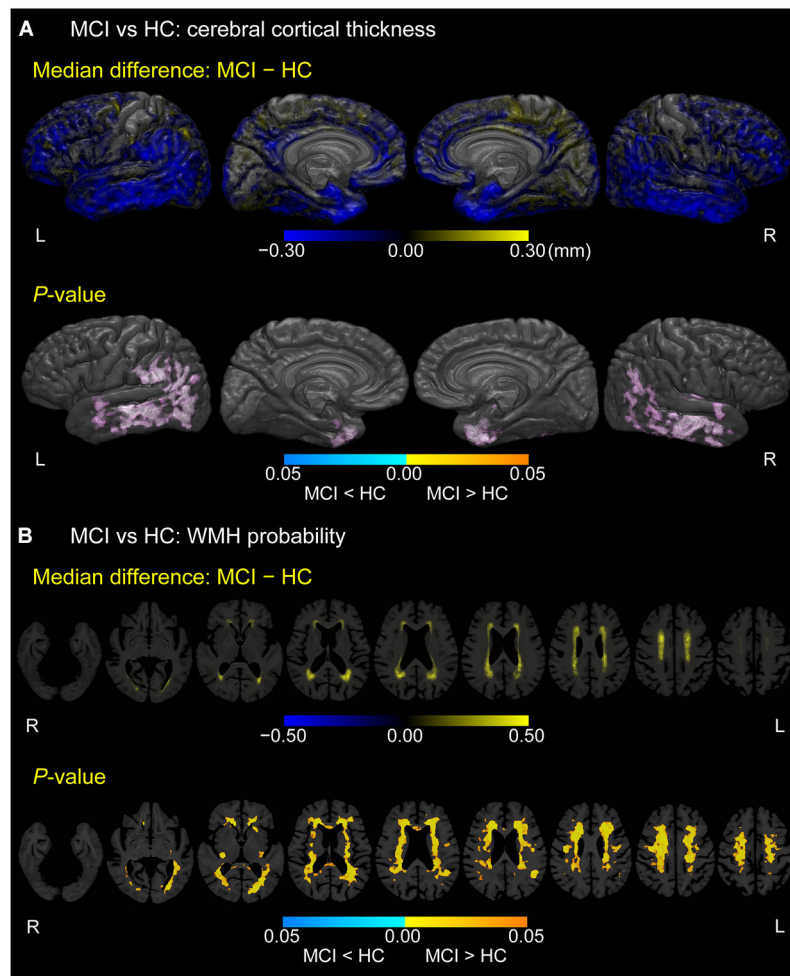 A MCI vs HC: cerebral cortical thickness
Median difference: MCI − HC
L R
−0.30 0.00 0.30 (mm)
P-value
L R
0.05 0.00 0.05
MCI < HC MCI > HC
B MCI vs HC: WMH probability
Median difference: MCI − HC
R L
−0.50 0.00 0.50
P-value
R L
0.05 0.00 0.05
MCI < HC MCI > HC